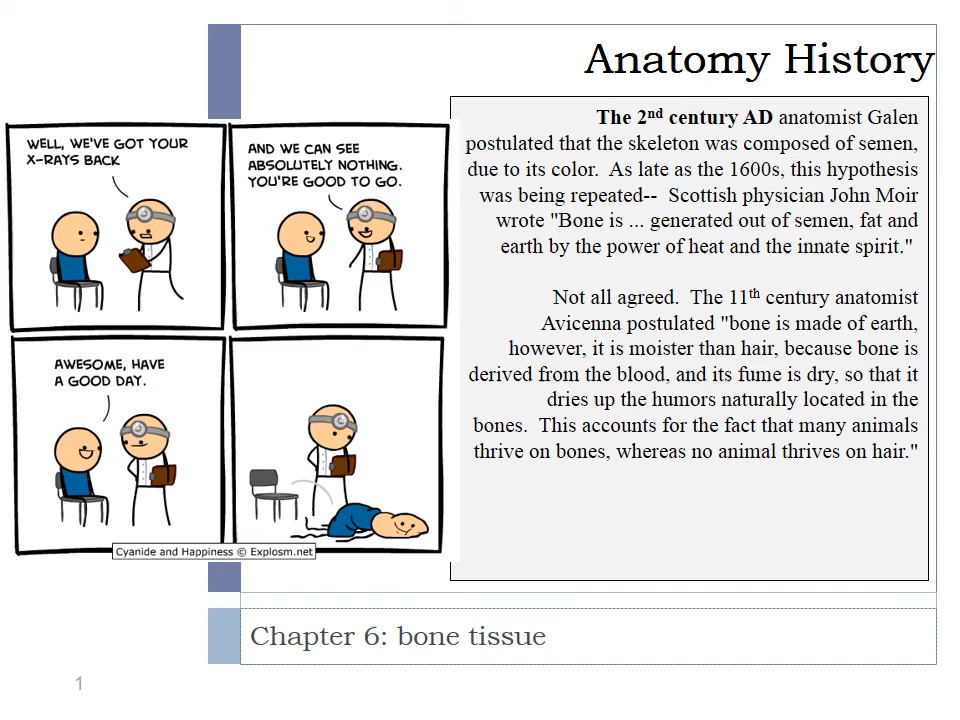 Anatomy History
WELL, WE'VE GOT YOUR
X-RAYS BACK
AND WE CAN SEE
ABSOLUTELY NOTHING.
YOU'RE GOOD TO GO.
AWESOME, HAVE
A GOOD DAY.
Cyanide and Happiness © Explosm.net
The 2nd century AD anatomist Galen
postulated that the skeleton was composed of semen,
due to its color. As late as the 1600s, this hypothesis
was being repeated-- Scottish physician John Moir
wrote "Bone is ... generated out of semen, fat and
earth by the power of heat and the innate spirit."
Not all agreed. The 11th century anatomist
Avicenna postulated "bone is made of earth,
however, it is moister than hair, because bone is
derived from the blood, and its fume is dry, so that it
dries up the humors naturally located in the
bones. This accounts for the fact that many animals
thrive on bones, whereas no animal thrives on hair."
Chapter 6: bone tissue
1